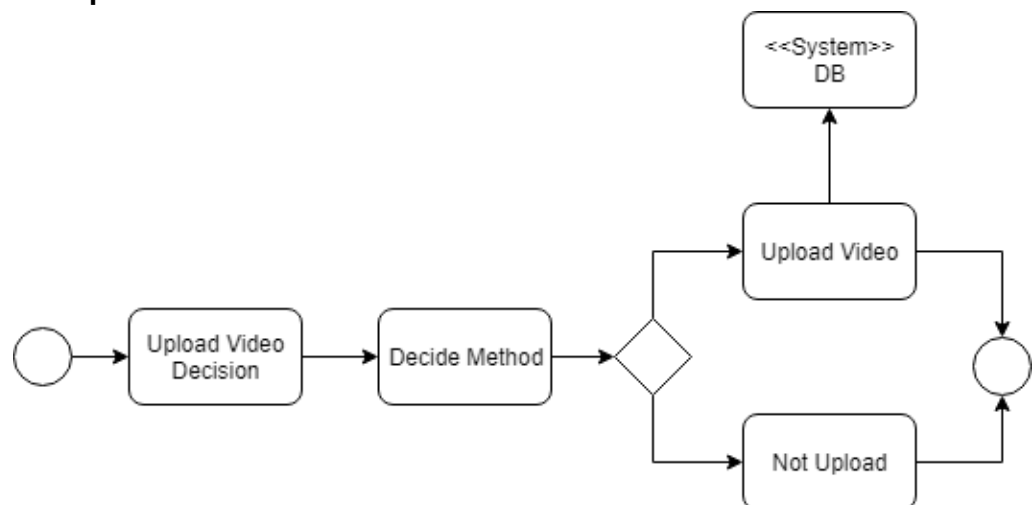 <<System>>
DB
Upload Video
Upload Video
Decision
Decide Method
Not Upload